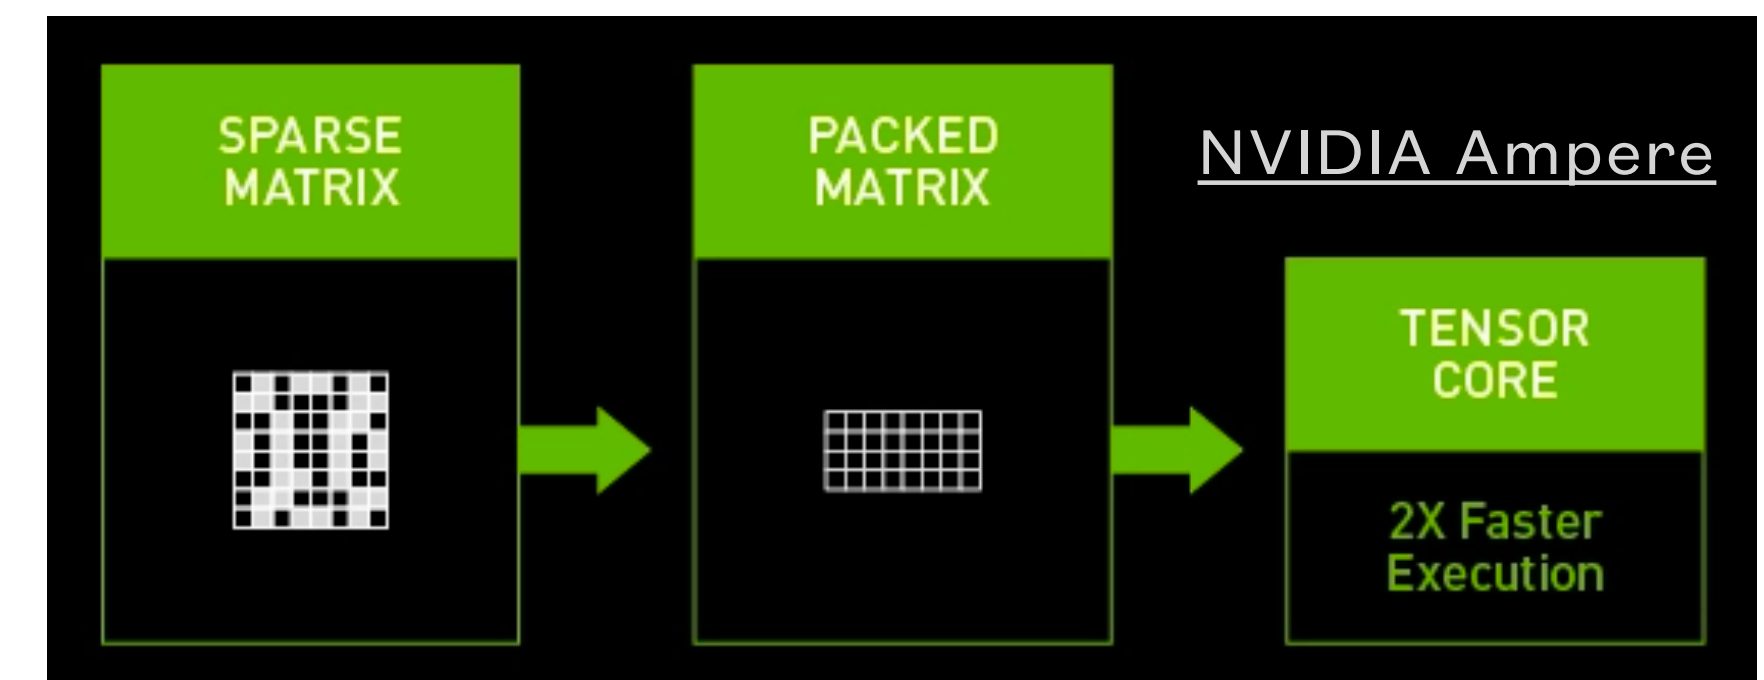 SPARSE
MATRIX
PACKED
MATRIX
NVIDIA Ampere
TENSOR
CORE
2X Faster
Execution